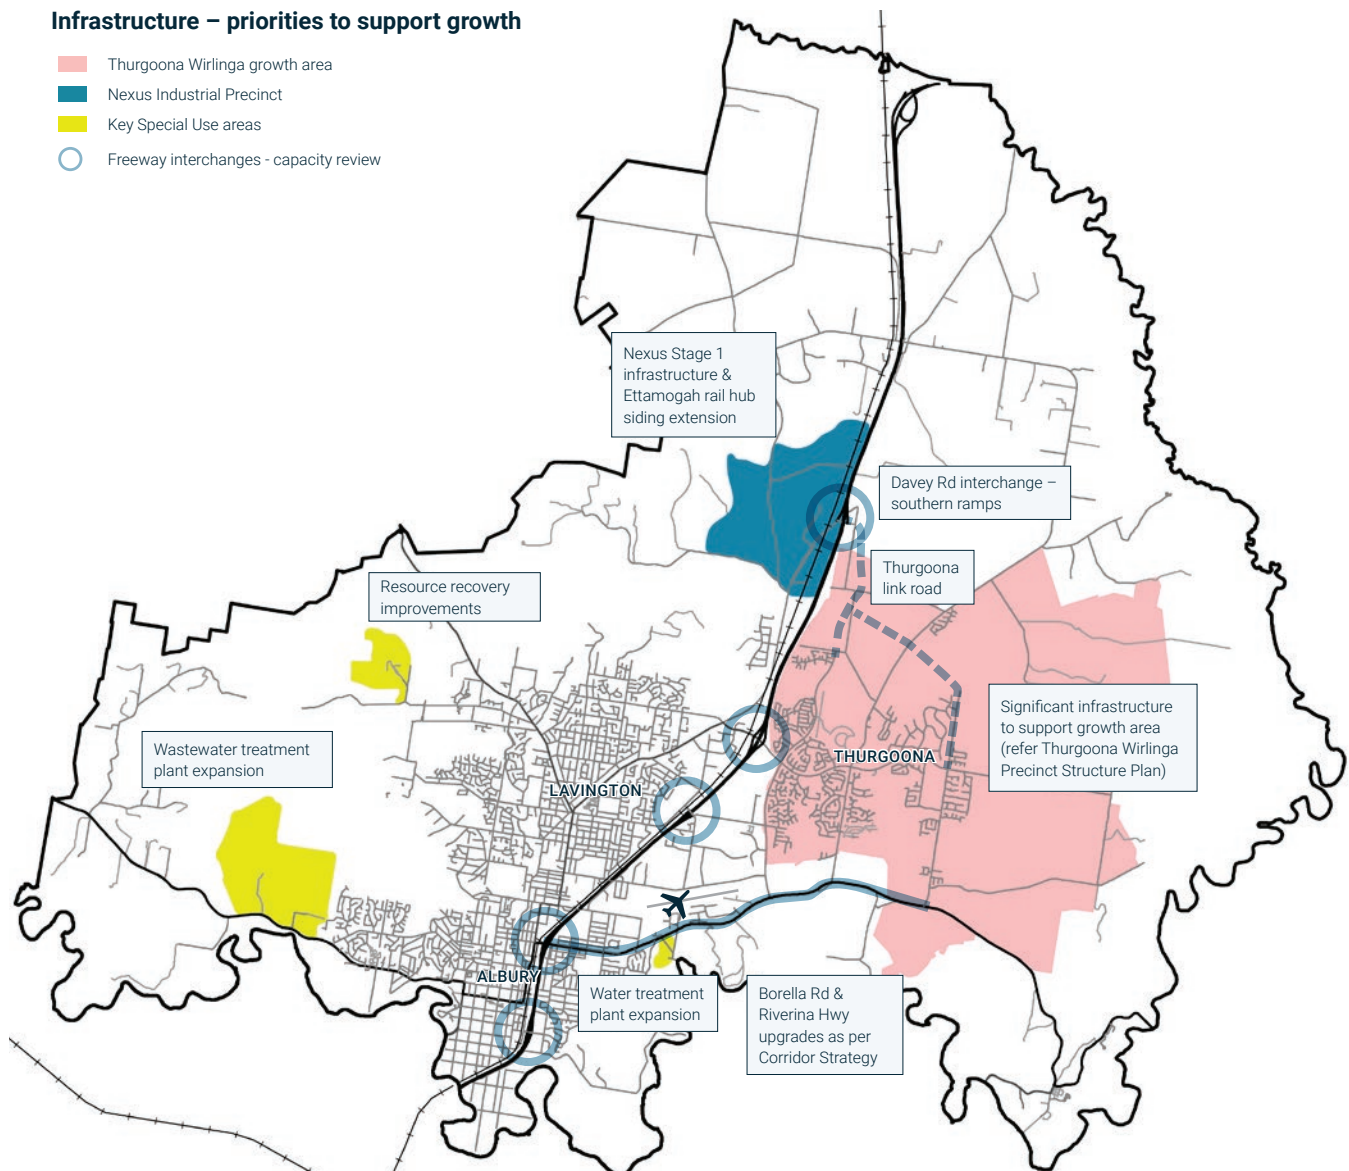 Infrastructure – priorities to support growth
Thurgoona Wirlinga growth area
Nexus Industrial Precinct
Key Special Use areas
Freeway interchanges - capacity review
Nexus Stage 1
infrastructure &
Ettamogah rail hub
siding extension
Davey Rd interchange –
southern ramps
Thurgoona
link road
Resource recovery
improvements
Significant infrastructure
to support growth area
(refer Thurgoona Wirlinga
Precinct Structure Plan)
Wastewater treatment
plant expansion
THURGOONA
LAVINGTON
ALBURY
Water treatment
plant expansion
Borella Rd &
Riverina Hwy
upgrades as per
Corridor Strategy